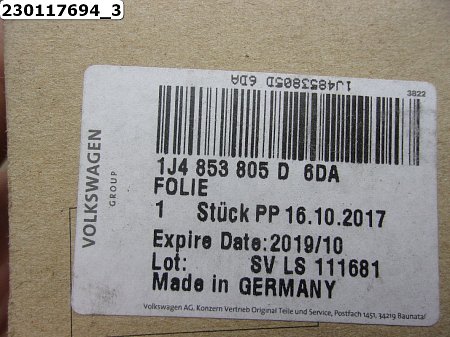 230117694_3
1J4853805D 6DA
3822
VOLKSWAGEN
GROUP
1J4 853 805 D 6DA
FOLIE
1 Stück PP 16.10.2017
Expire Date:2019/10
Lot: SV LS 111681
Made in GERMANY
Volkswagen AG, Konzern Vertrieb Original Teile und Service, Postfach 1451, 34219 Baunatal